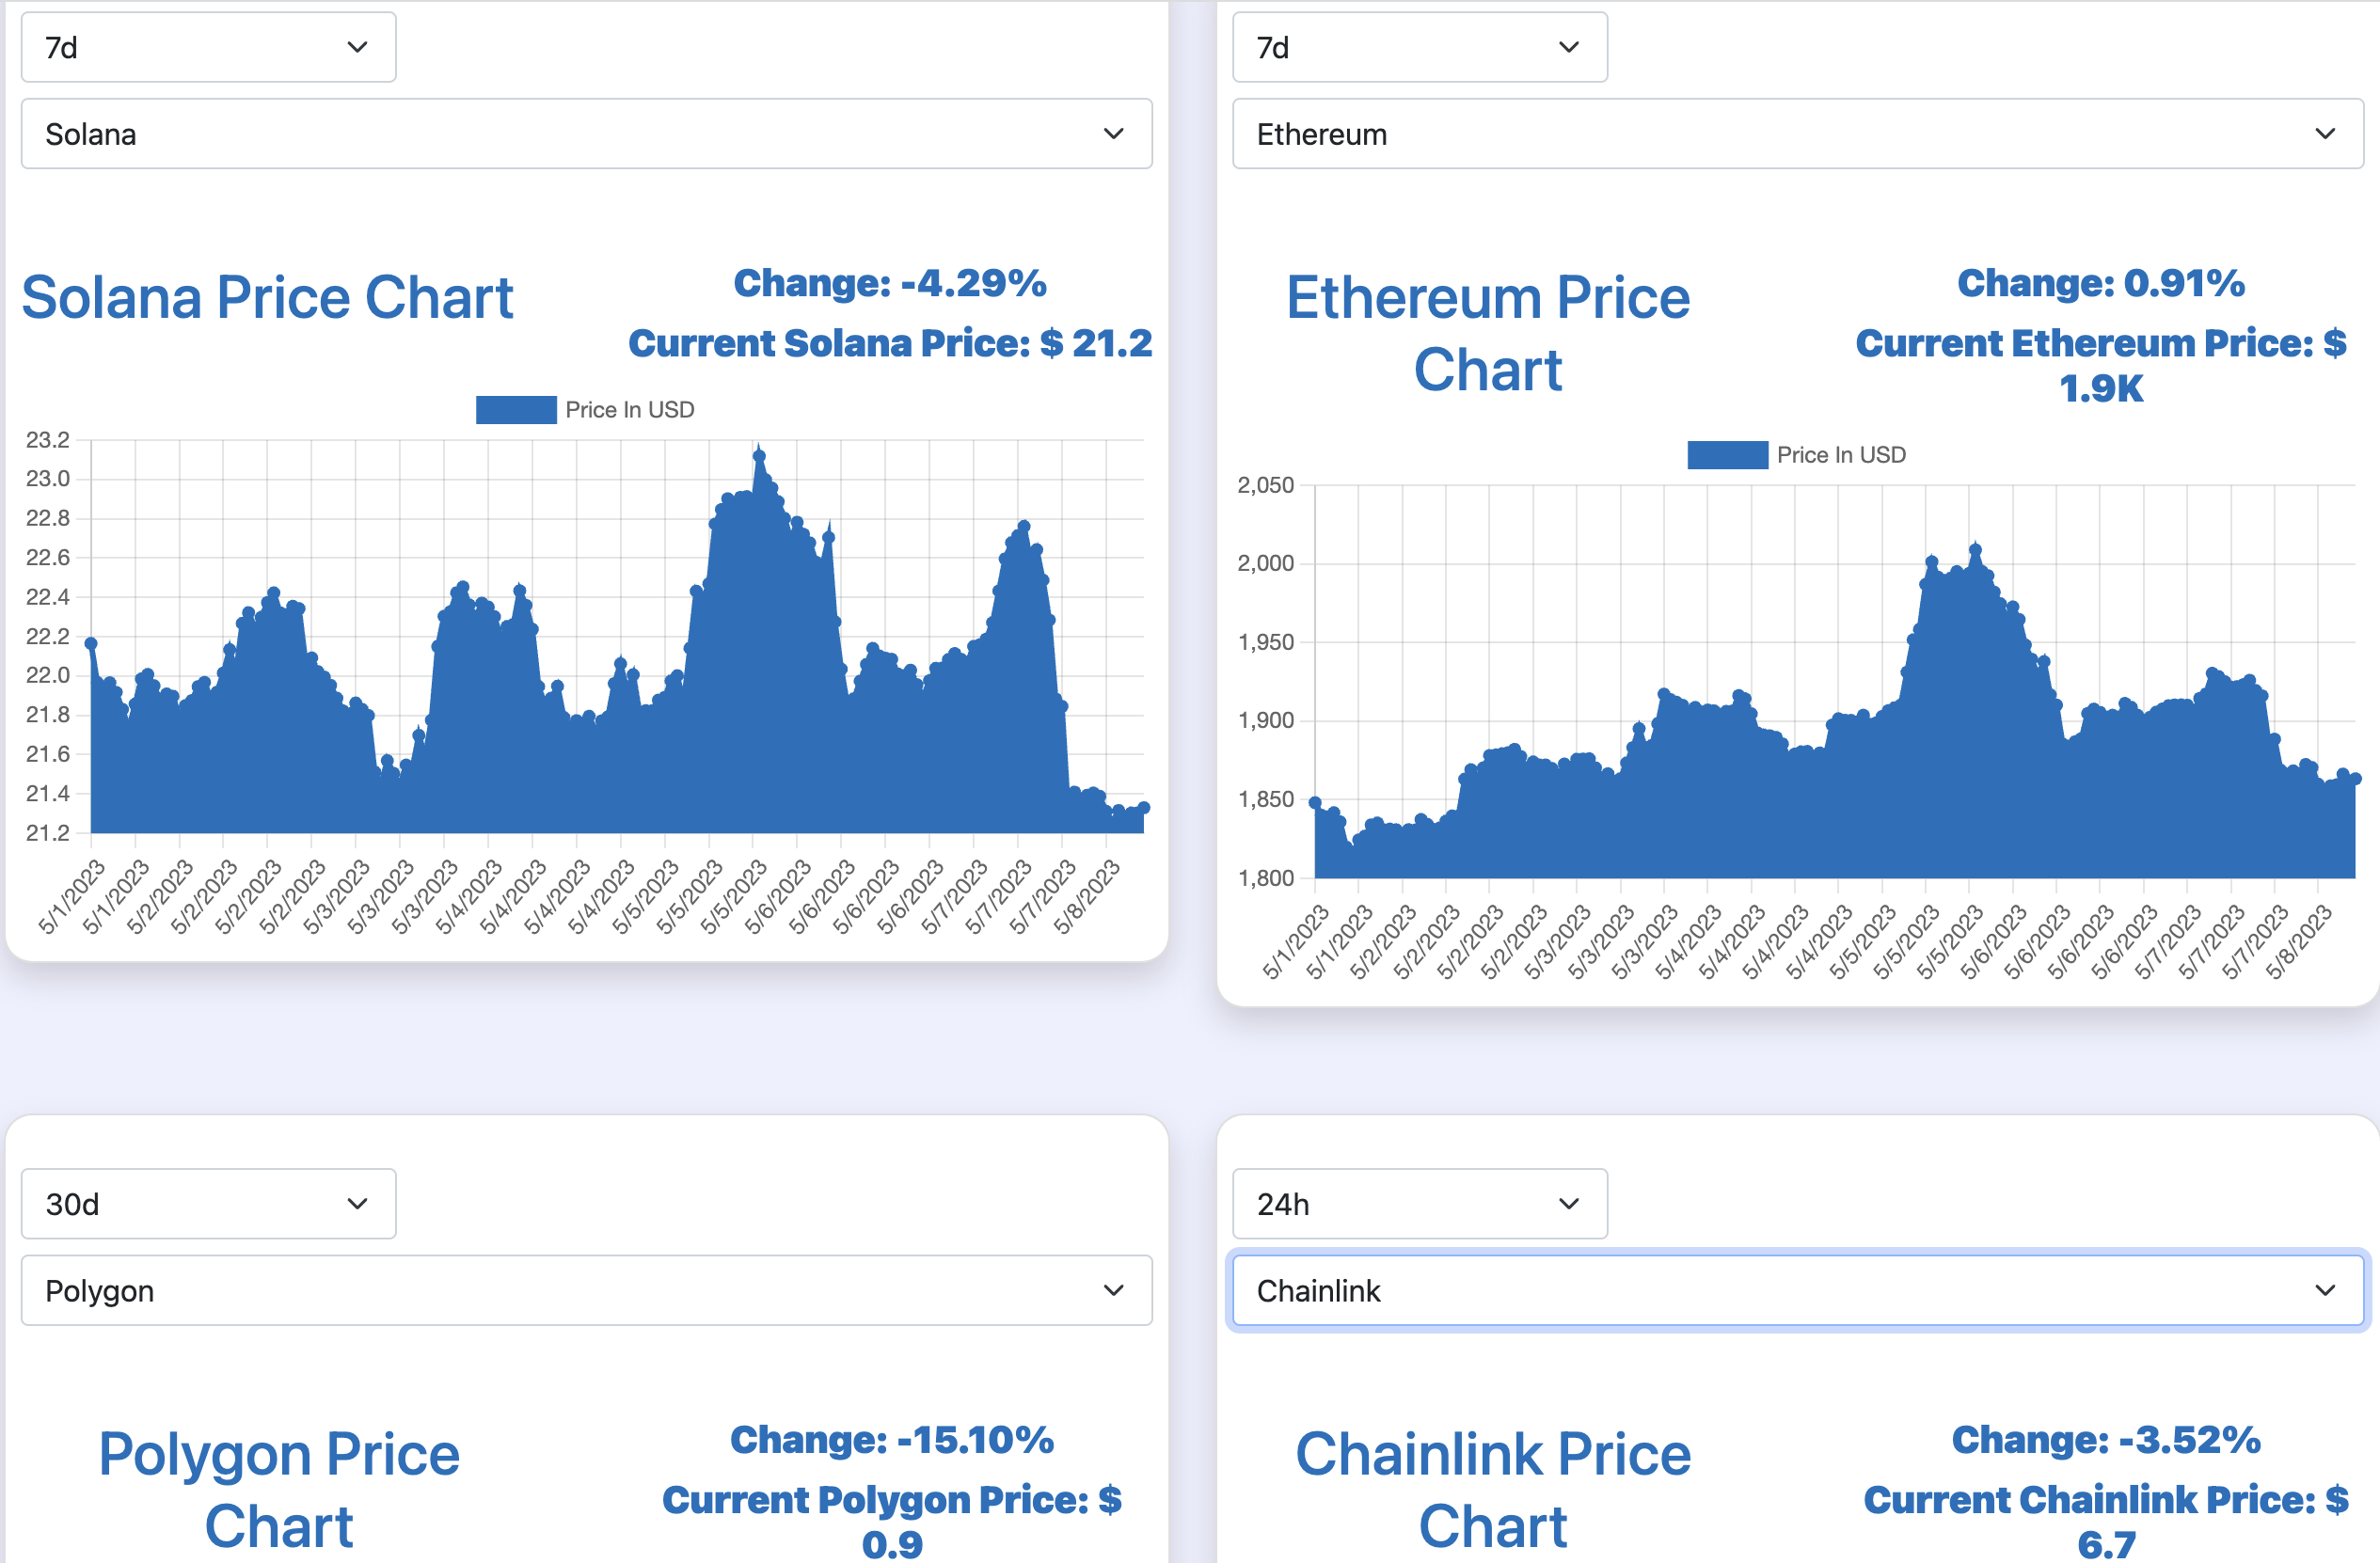 7d
Solana
Solana Price Chart
Change: -4.29%
Current Solana Price: $ 21.2
Price In USD
23.2
23.0
22.8
22.6
22.4
22.2
22.0
21.8
21.6
21.4
21.2
5/1/2023
5/1/2023
5/2/2023
5/2/2023
5/2/2023
5/2/2023
5/3/2023
5/3/2023
5/3/2023
5/4/2023
5/4/2023
5/4/2023
5/4/2023
5/5/2023
5/5/2023
5/5/2023
5/6/2023
5/6/2023
5/6/2023
5/6/2023
5/7/2023
5/7/2023
5/7/2023
5/8/2023
7d
Ethereum
Ethereum Price
Chart
Change: 0.91%
Current Ethereum Price: $
1.9K
Price In USD
2,050
2,000
1,950
1,900
1,850
1,800
5/1/2023
5/1/2023
5/2/2023
5/2/2023
5/2/2023
5/2/2023
5/3/2023
5/3/2023
5/3/2023
5/4/2023
5/4/2023
5/4/2023
5/4/2023
5/5/2023
5/5/2023
5/5/2023
5/6/2023
5/6/2023
5/6/2023
5/6/2023
5/7/2023
5/7/2023
5/7/2023
5/8/2023
30d
Polygon
Polygon Price
Chart
Change: -15.10%
Current Polygon Price: $
0.9
24h
Chainlink
Chainlink Price
Chart
Change: -3.52%
Current Chainlink Price: $
6.7